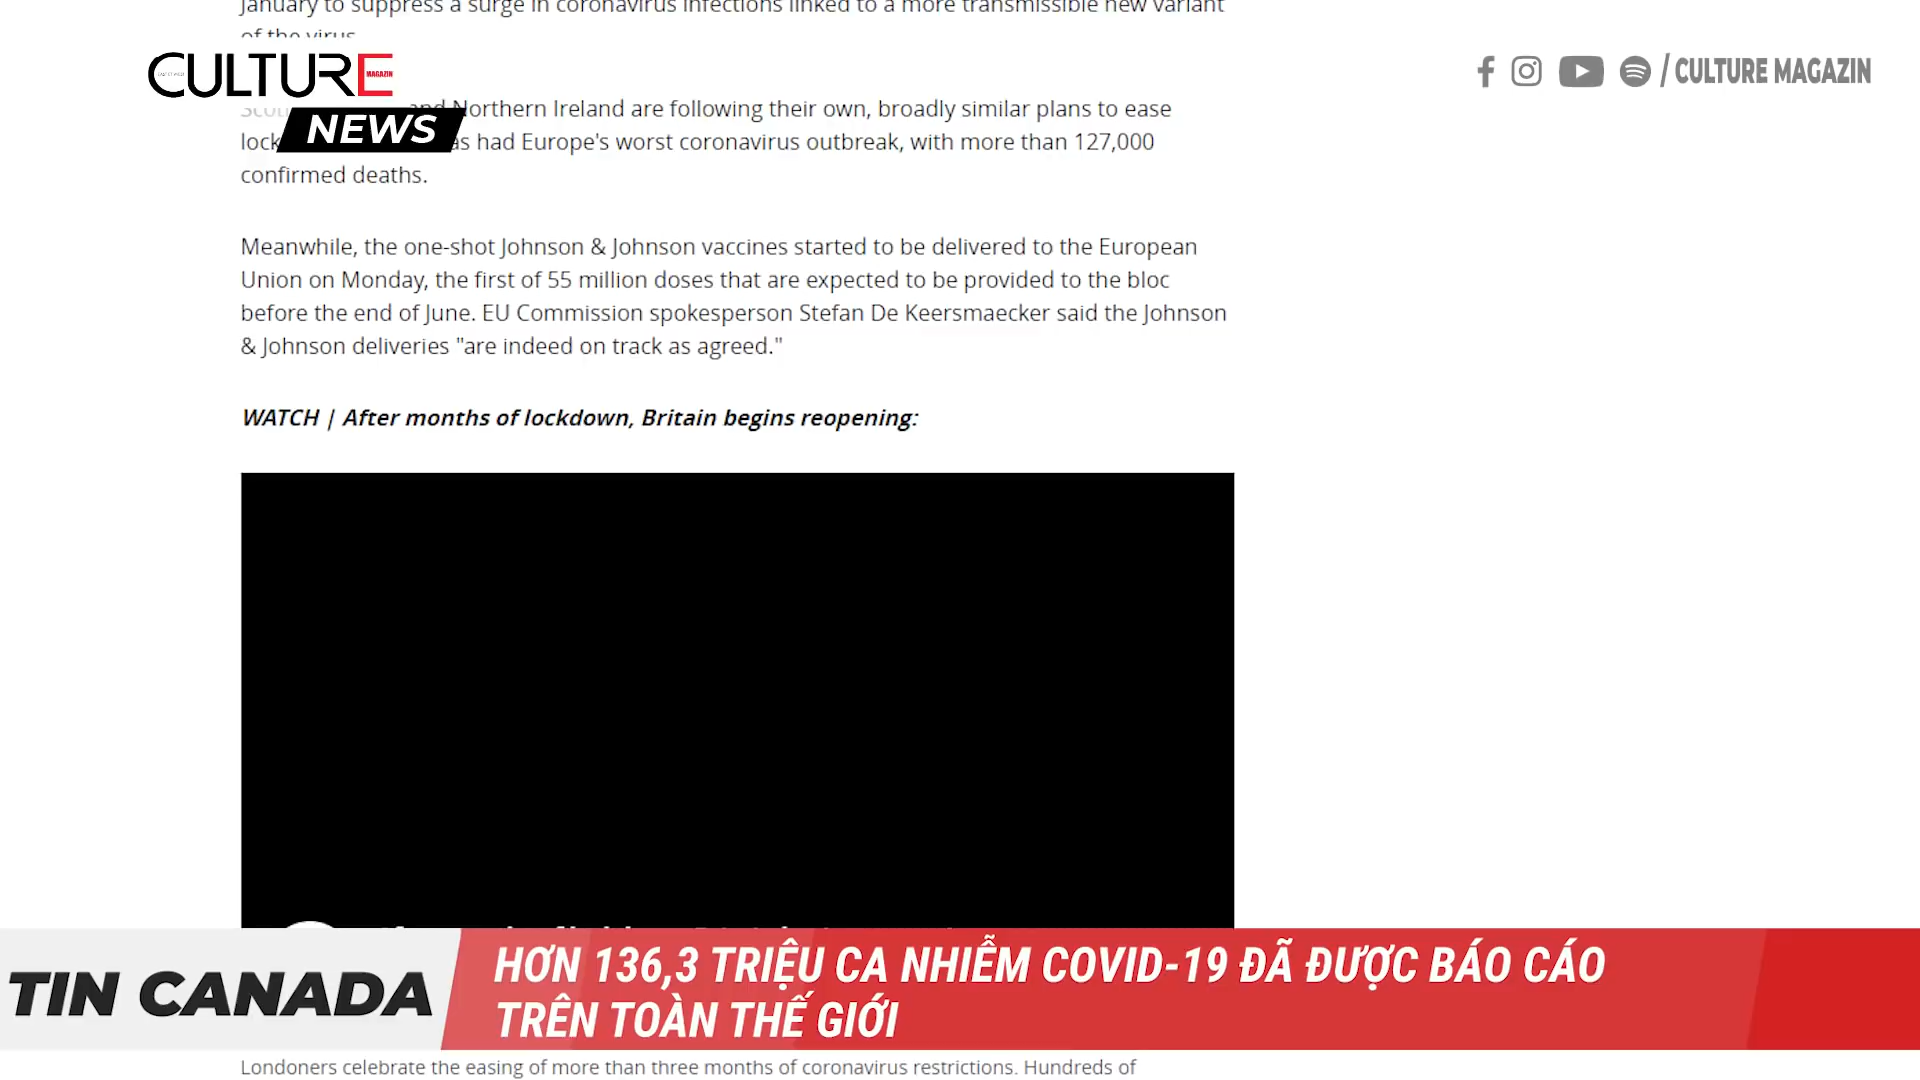 January to suppress a surge in coronavirus infections linked to a more transmissible new variant
of the virus.
CULTURE
MAGAZIN
NEWS
/ CULTURE MAGAZIN
and Northern Ireland are following their own, broadly similar plans to ease
lock as had Europe's worst coronavirus outbreak, with more than 127,000
confirmed deaths.
Meanwhile, the one-shot Johnson & Johnson vaccines started to be delivered to the European
Union on Monday, the first of 55 million doses that are expected to be provided to the bloc
before the end of June. EU Commission spokesperson Stefan De Keersmaecker said the Johnson
& Johnson deliveries "are indeed on track as agreed."
WATCH | After months of lockdown, Britain begins reopening:
TIN CANADA
HƠN 136,3 TRIỆU CA NHIỄM COVID-19 ĐÃ ĐƯỢC BÁO CÁO
TRÊN TOÀN THẾ GIỚI
Londoners celebrate the easing of more than three months of coronavirus restrictions. Hundreds of